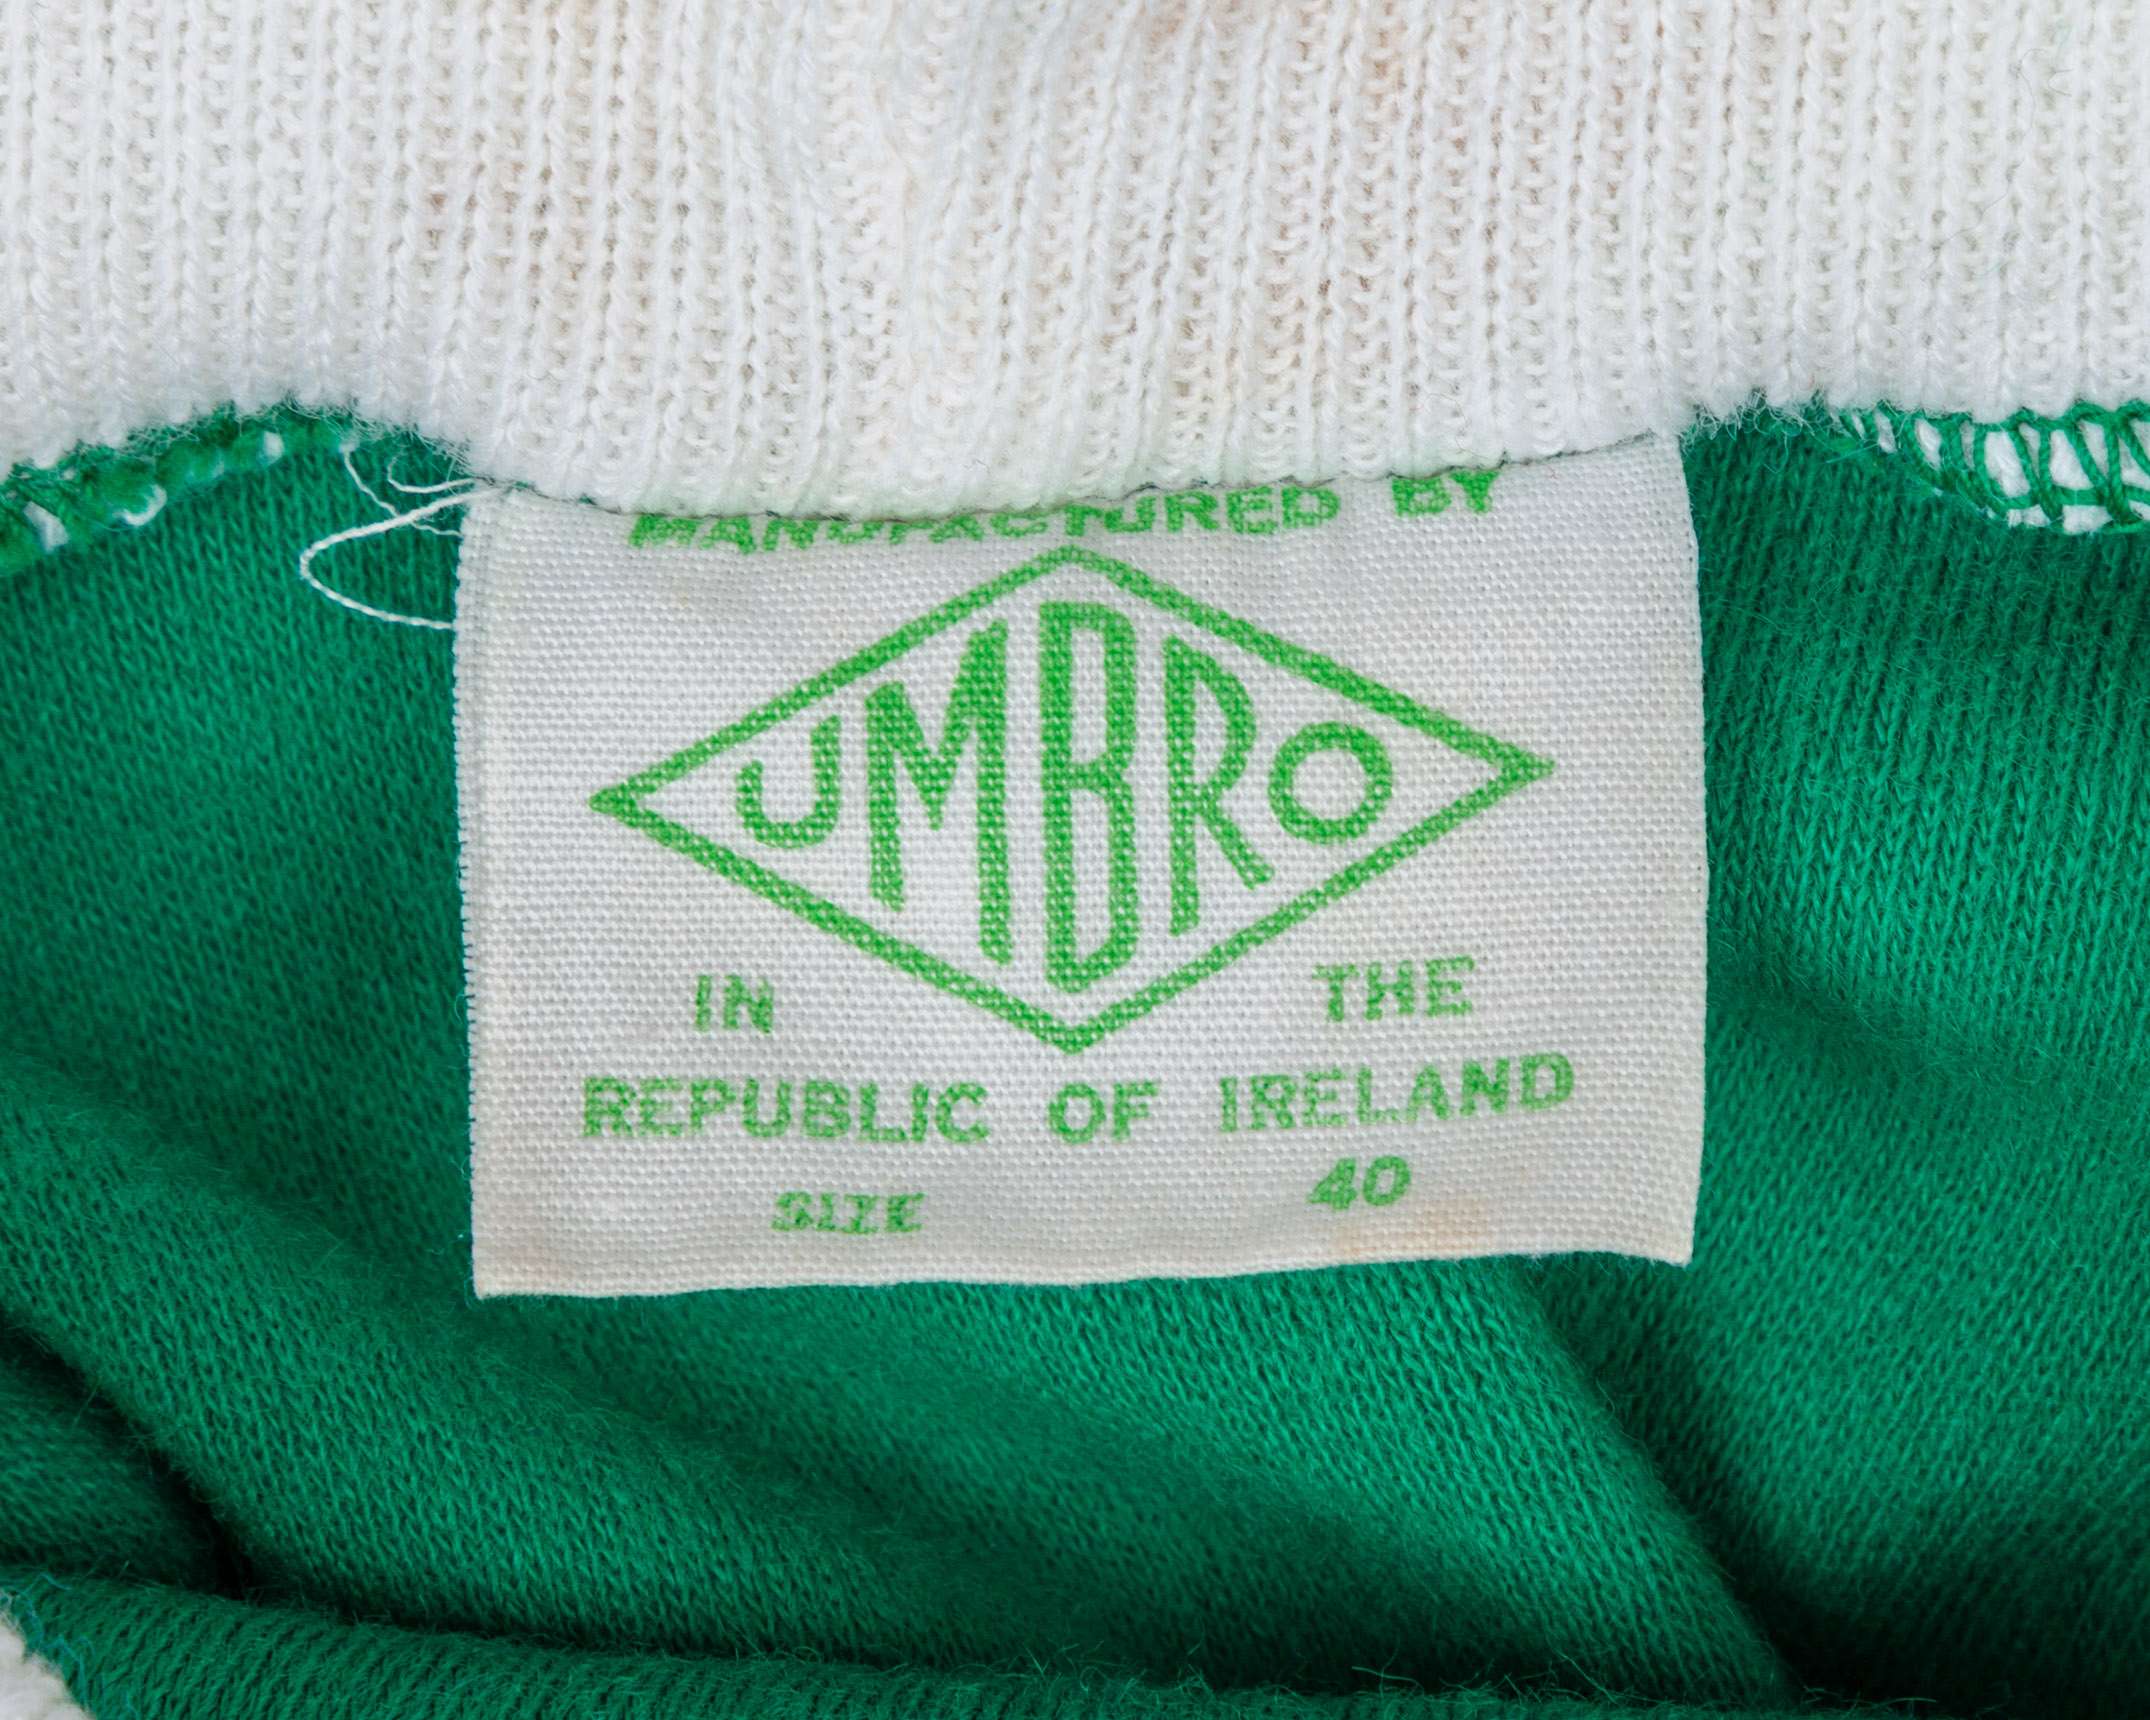 MANUFACTURED BY
UMBRO
IN THE
REPUBLIC OF IRELAND
SIZE 40